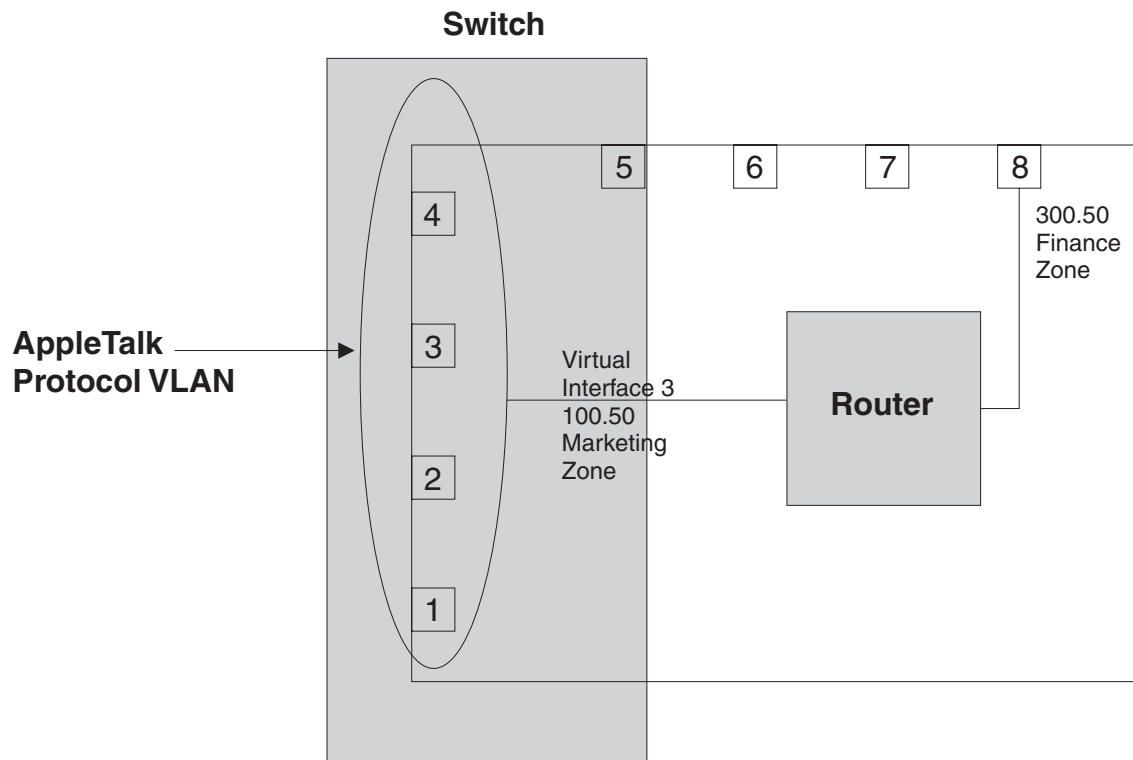 Switch
5
6
7
8
4
300.50
Finance
Zone
AppleTalk
Protocol VLAN
3
Virtual
Interface 3
100.50
Marketing
Zone
Router
2
1